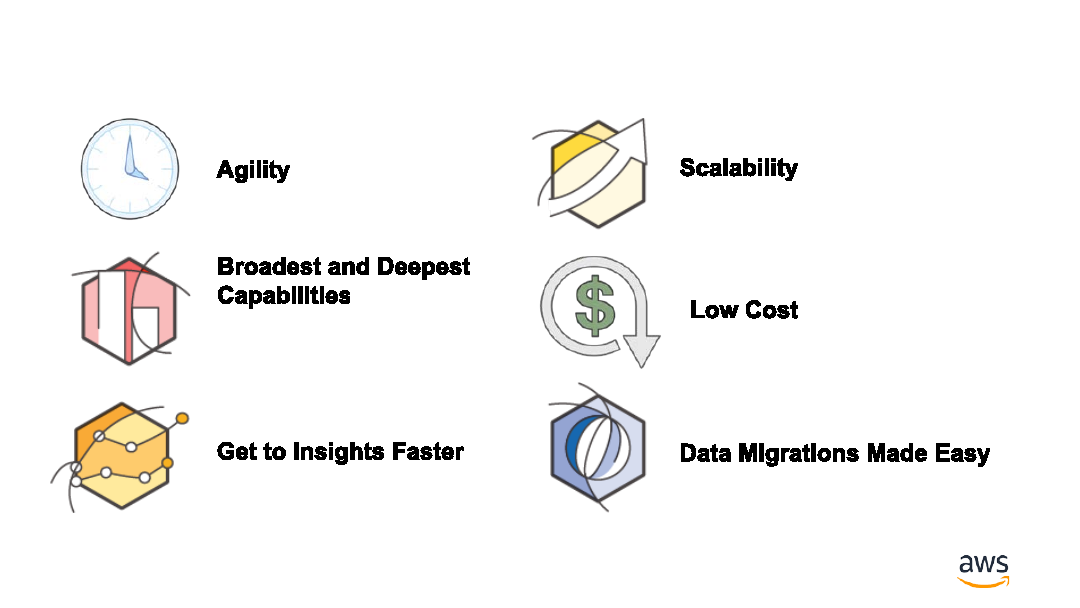 Agility
Scalability
Broadest and Deepest
Capabilities
$
Low Cost
Get to Insights Faster
Data Migrations Made Easy
aws